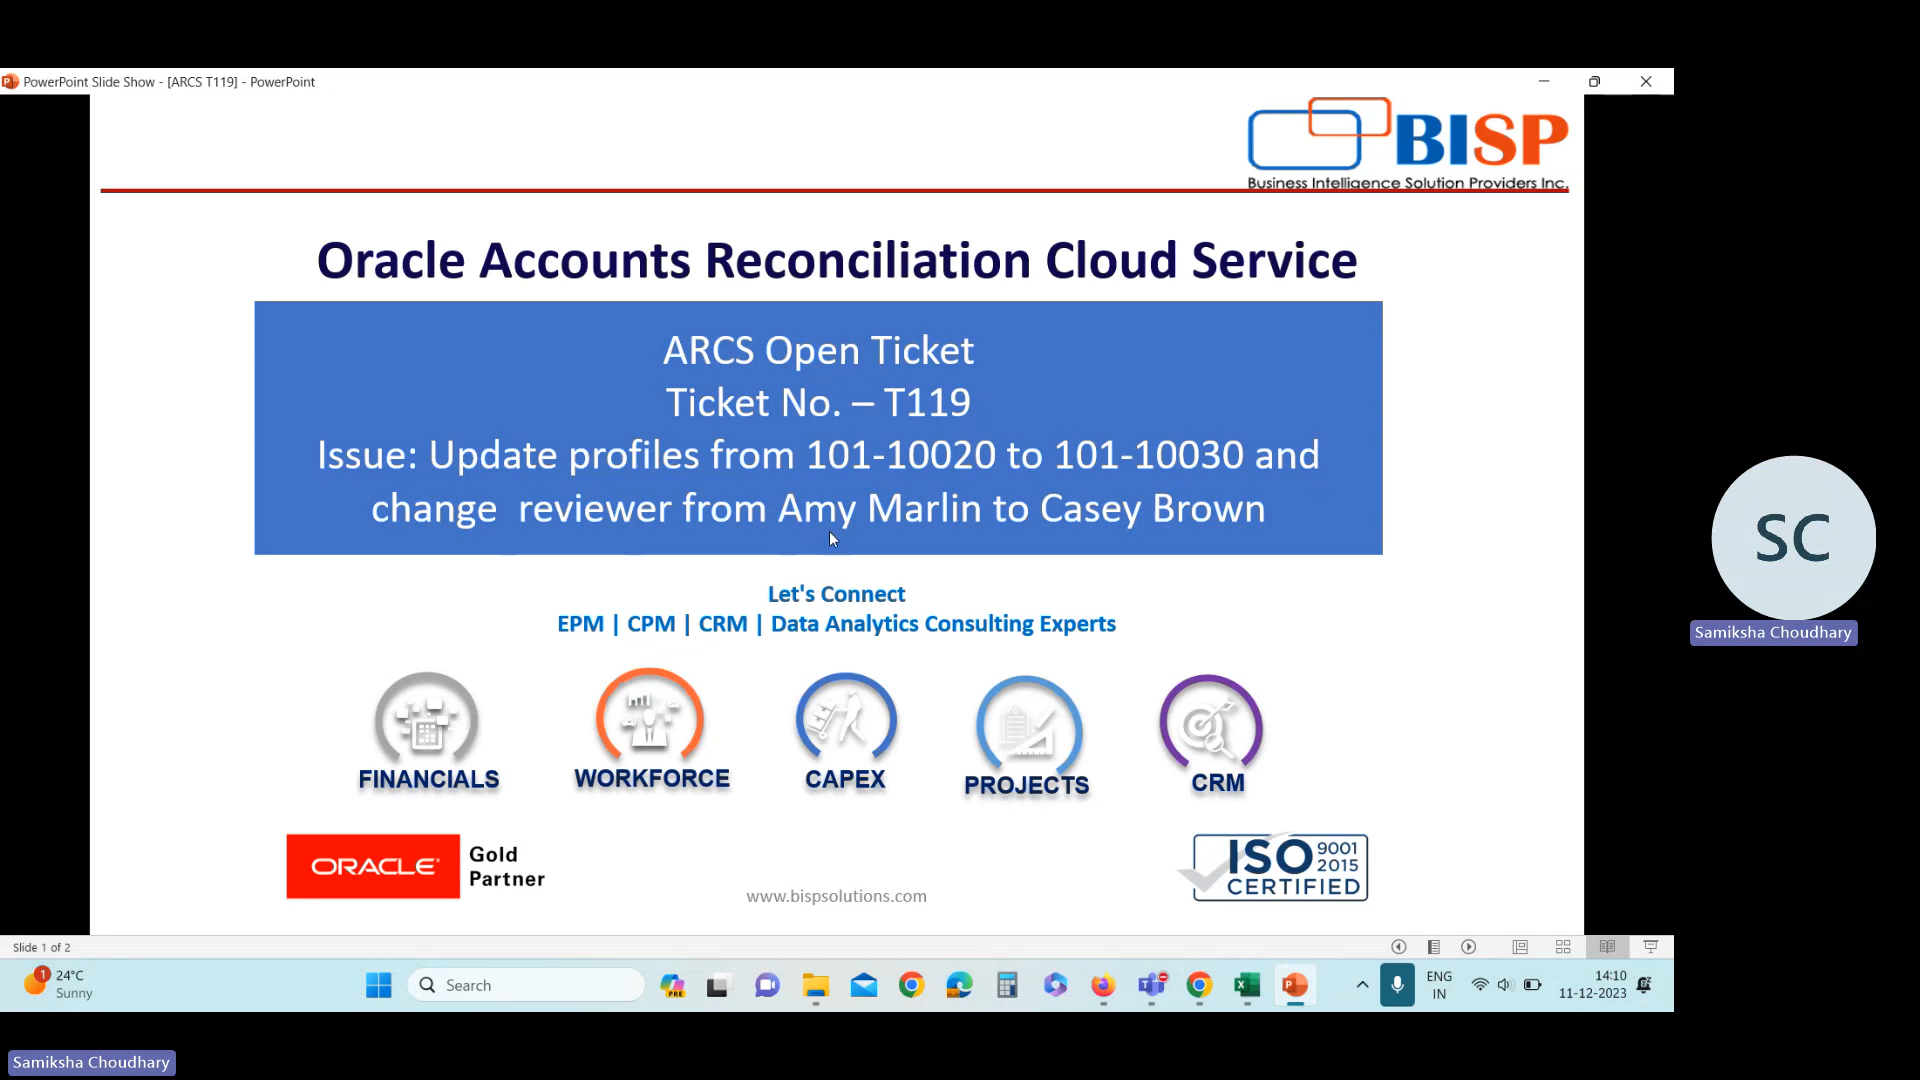 PowerPoint Slide Show - [ARCS T119] - PowerPoint
BISP
Business Intelligence Solution Providers Inc.
Oracle Accounts Reconciliation Cloud Service
ARCS Open Ticket
Ticket No. – T119
Issue: Update profiles from 101-10020 to 101-10030 and
change  reviewer from Amy Marlin to Casey Brown
SC
Samiksha Choudhary
Let's Connect
EPM | CPM | CRM | Data Analytics Consulting Experts
FINANCIALS
WORKFORCE
CAPEX
PROJECTS
CRM
ORACLE
Gold
Partner
www.bispsolutions.com
ISO 9001
2015
CERTIFIED
Slide 1 of 2
1
24°C
Sunny
Search
PRE
ENG
IN
14:10
11-12-2023
Samiksha Choudhary